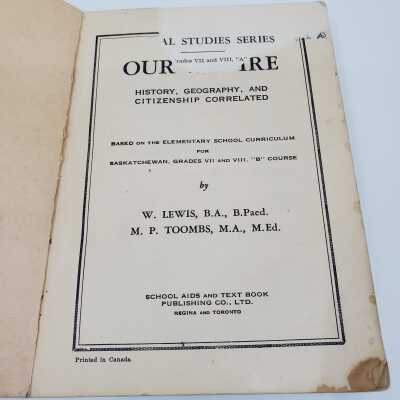 AL STUDIES SERIES
ades VII and VIII, "A"
OUR IRE
HISTORY, GEOGRAPHY, AND
CITIZENSHIP CORRELATED
BASED ON THE ELEMENTARY SCHOOL CURRICULUM
FOR
SASKATCHEWAN, GRADES VII AND VIII, "B" COURSE
by
W. LEWIS, B.A., B.Paed.
M. P. TOOMBS, M.A., M.Ed.
SCHOOL AIDS AND TEXT BOOK
PUBLISHING CO., LTD.
REGINA AND TORONTO
Printed in Canada